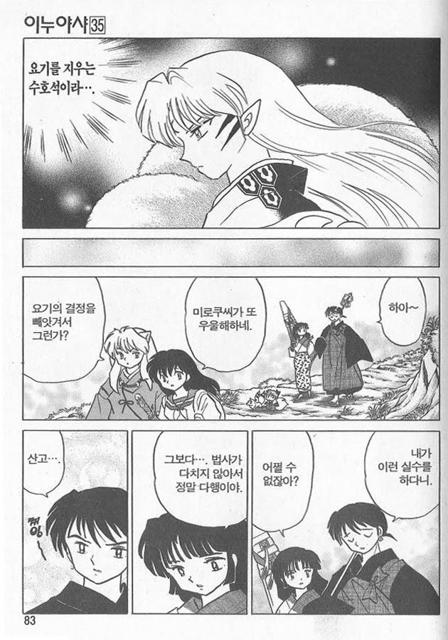 이누야샤 35
요기를 지우는
수호석이라….
하아~
미로쿠씨가 또
우울해하네.
요기의 결정을
빼앗겨서
그런가?
내가
이런 실수를
하다니.
어쩔 수
없잖아?
그보다…. 법사가
다치지 않아서
정말 다행이야.
산고….
83